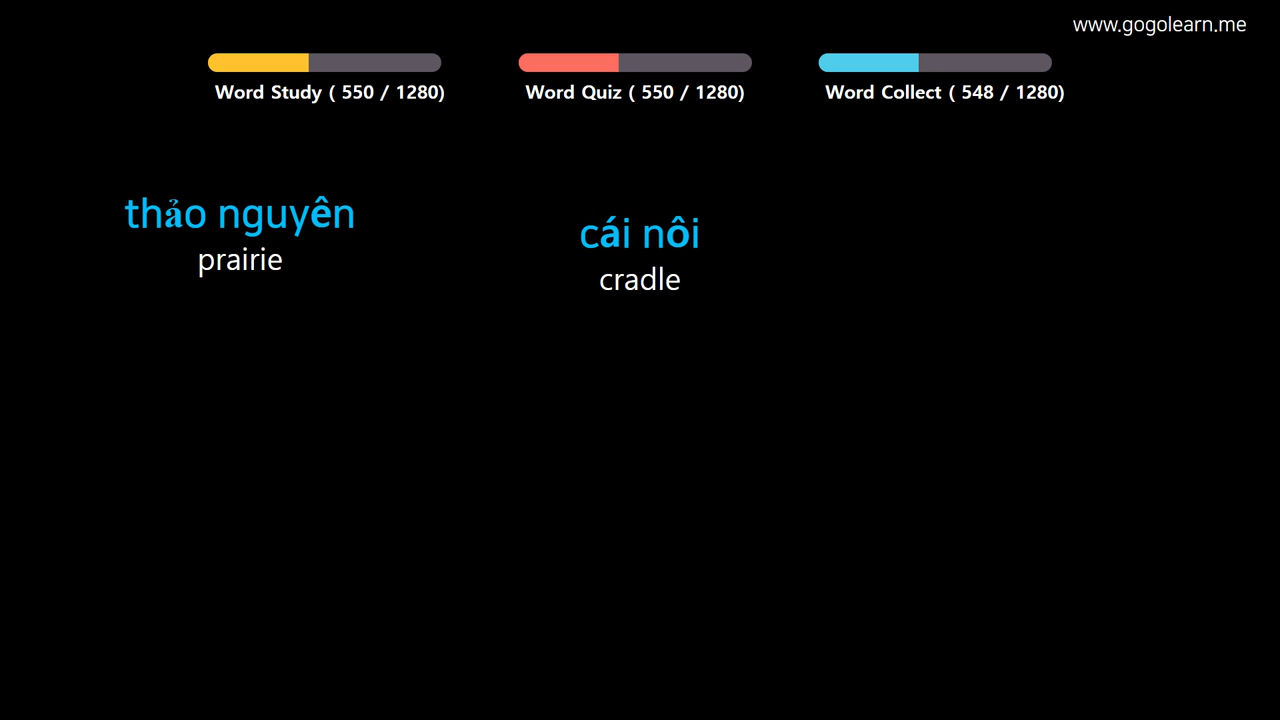 www.gogolearn.me
Word Study ( 550 / 1280)
Word Quiz ( 550 / 1280)
Word Collect ( 548 / 1280)
thảo nguyên
prairie
cái nôi
cradle